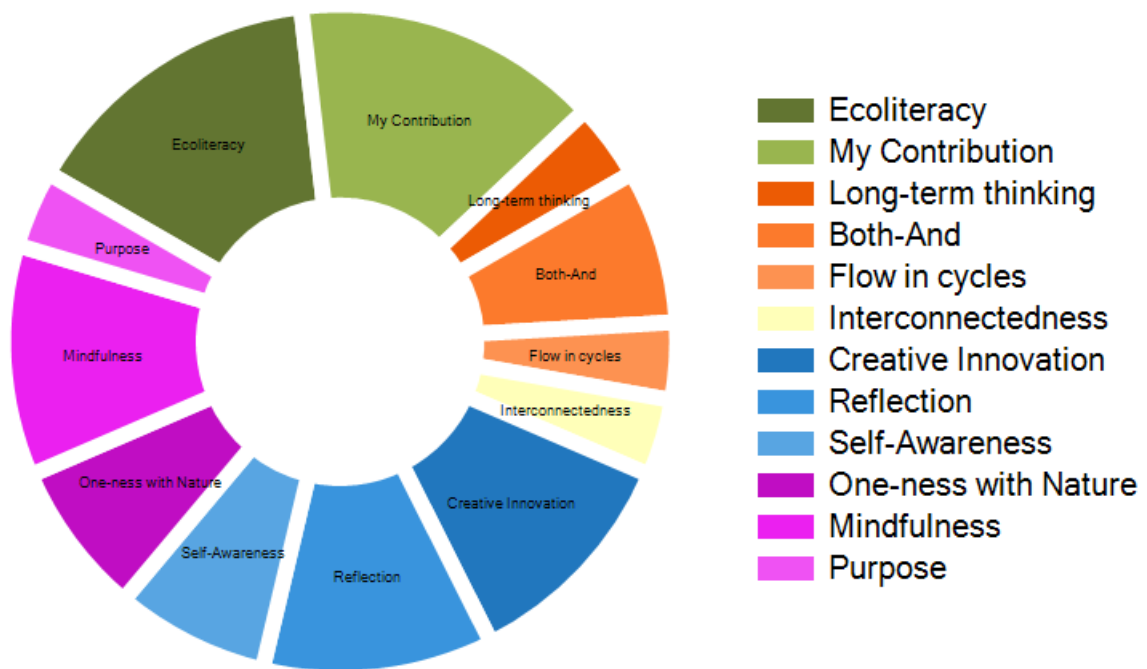 Ecoliteracy
My Contribution
Long-term thinking
Both-And
Flow in cycles
Interconnectedness
Creative Innovation
Reflection
Self-Awareness
One-ness with Nature
Mindfulness
Purpose
Ecoliteracy
My Contribution
Long-term thinking
Both-And
Flow in cycles
Interconnectedness
Creative Innovation
Reflection
Self-Awareness
One-ness with Nature
Mindfulness
Purpose